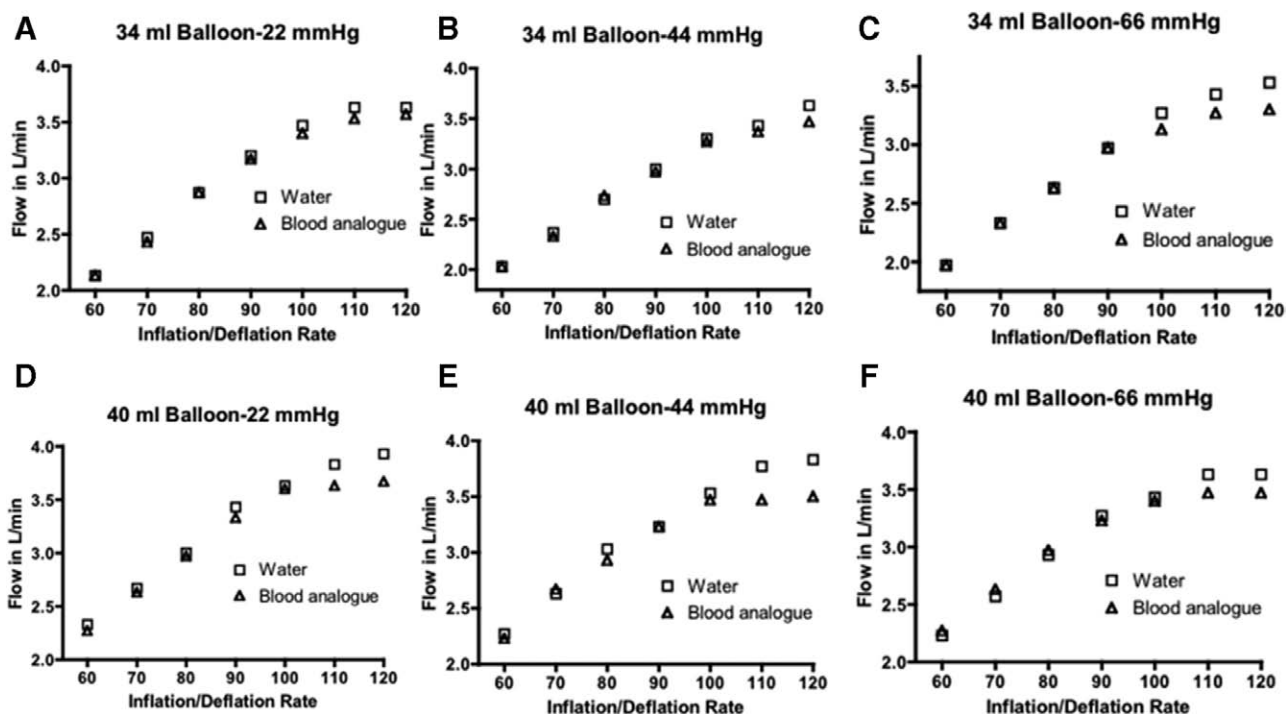 A
34 ml Balloon-22 mmHg
Flow in L/min
4.0
3.5
3.0
2.5
2.0
Water
Blood analogue
60 70 80 90 100 110 120
Inflation/Deflation Rate
B
34 ml Balloon-44 mmHg
Flow in L/min
4.0
3.5
3.0
2.5
2.0
Water
Blood analogue
60 70 80 90 100 110 120
Inflation/Deflation Rate
C
34 ml Balloon-66 mmHg
Flow in L/min
3.5
3.0
2.5
2.0
Water
Blood analogue
60 70 80 90 100 110 120
Inflation/Deflation Rate
D
40 ml Balloon-22 mmHg
Flow in L/min
4.0
3.5
3.0
2.5
2.0
Water
Blood analogue
60 70 80 90 100 110 120
Inflation/Deflation Rate
E
40 ml Balloon-44 mmHg
Flow in L/min
4.0
3.5
3.0
2.5
2.0
Water
Blood analogue
60 70 80 90 100 110 120
Inflation/Deflation Rate
F
40 ml Balloon-66 mmHg
Flow in L/min
4.0
3.5
3.0
2.5
2.0
Water
Blood analogue
60 70 80 90 100 110 120
Inflation/Deflation Rate